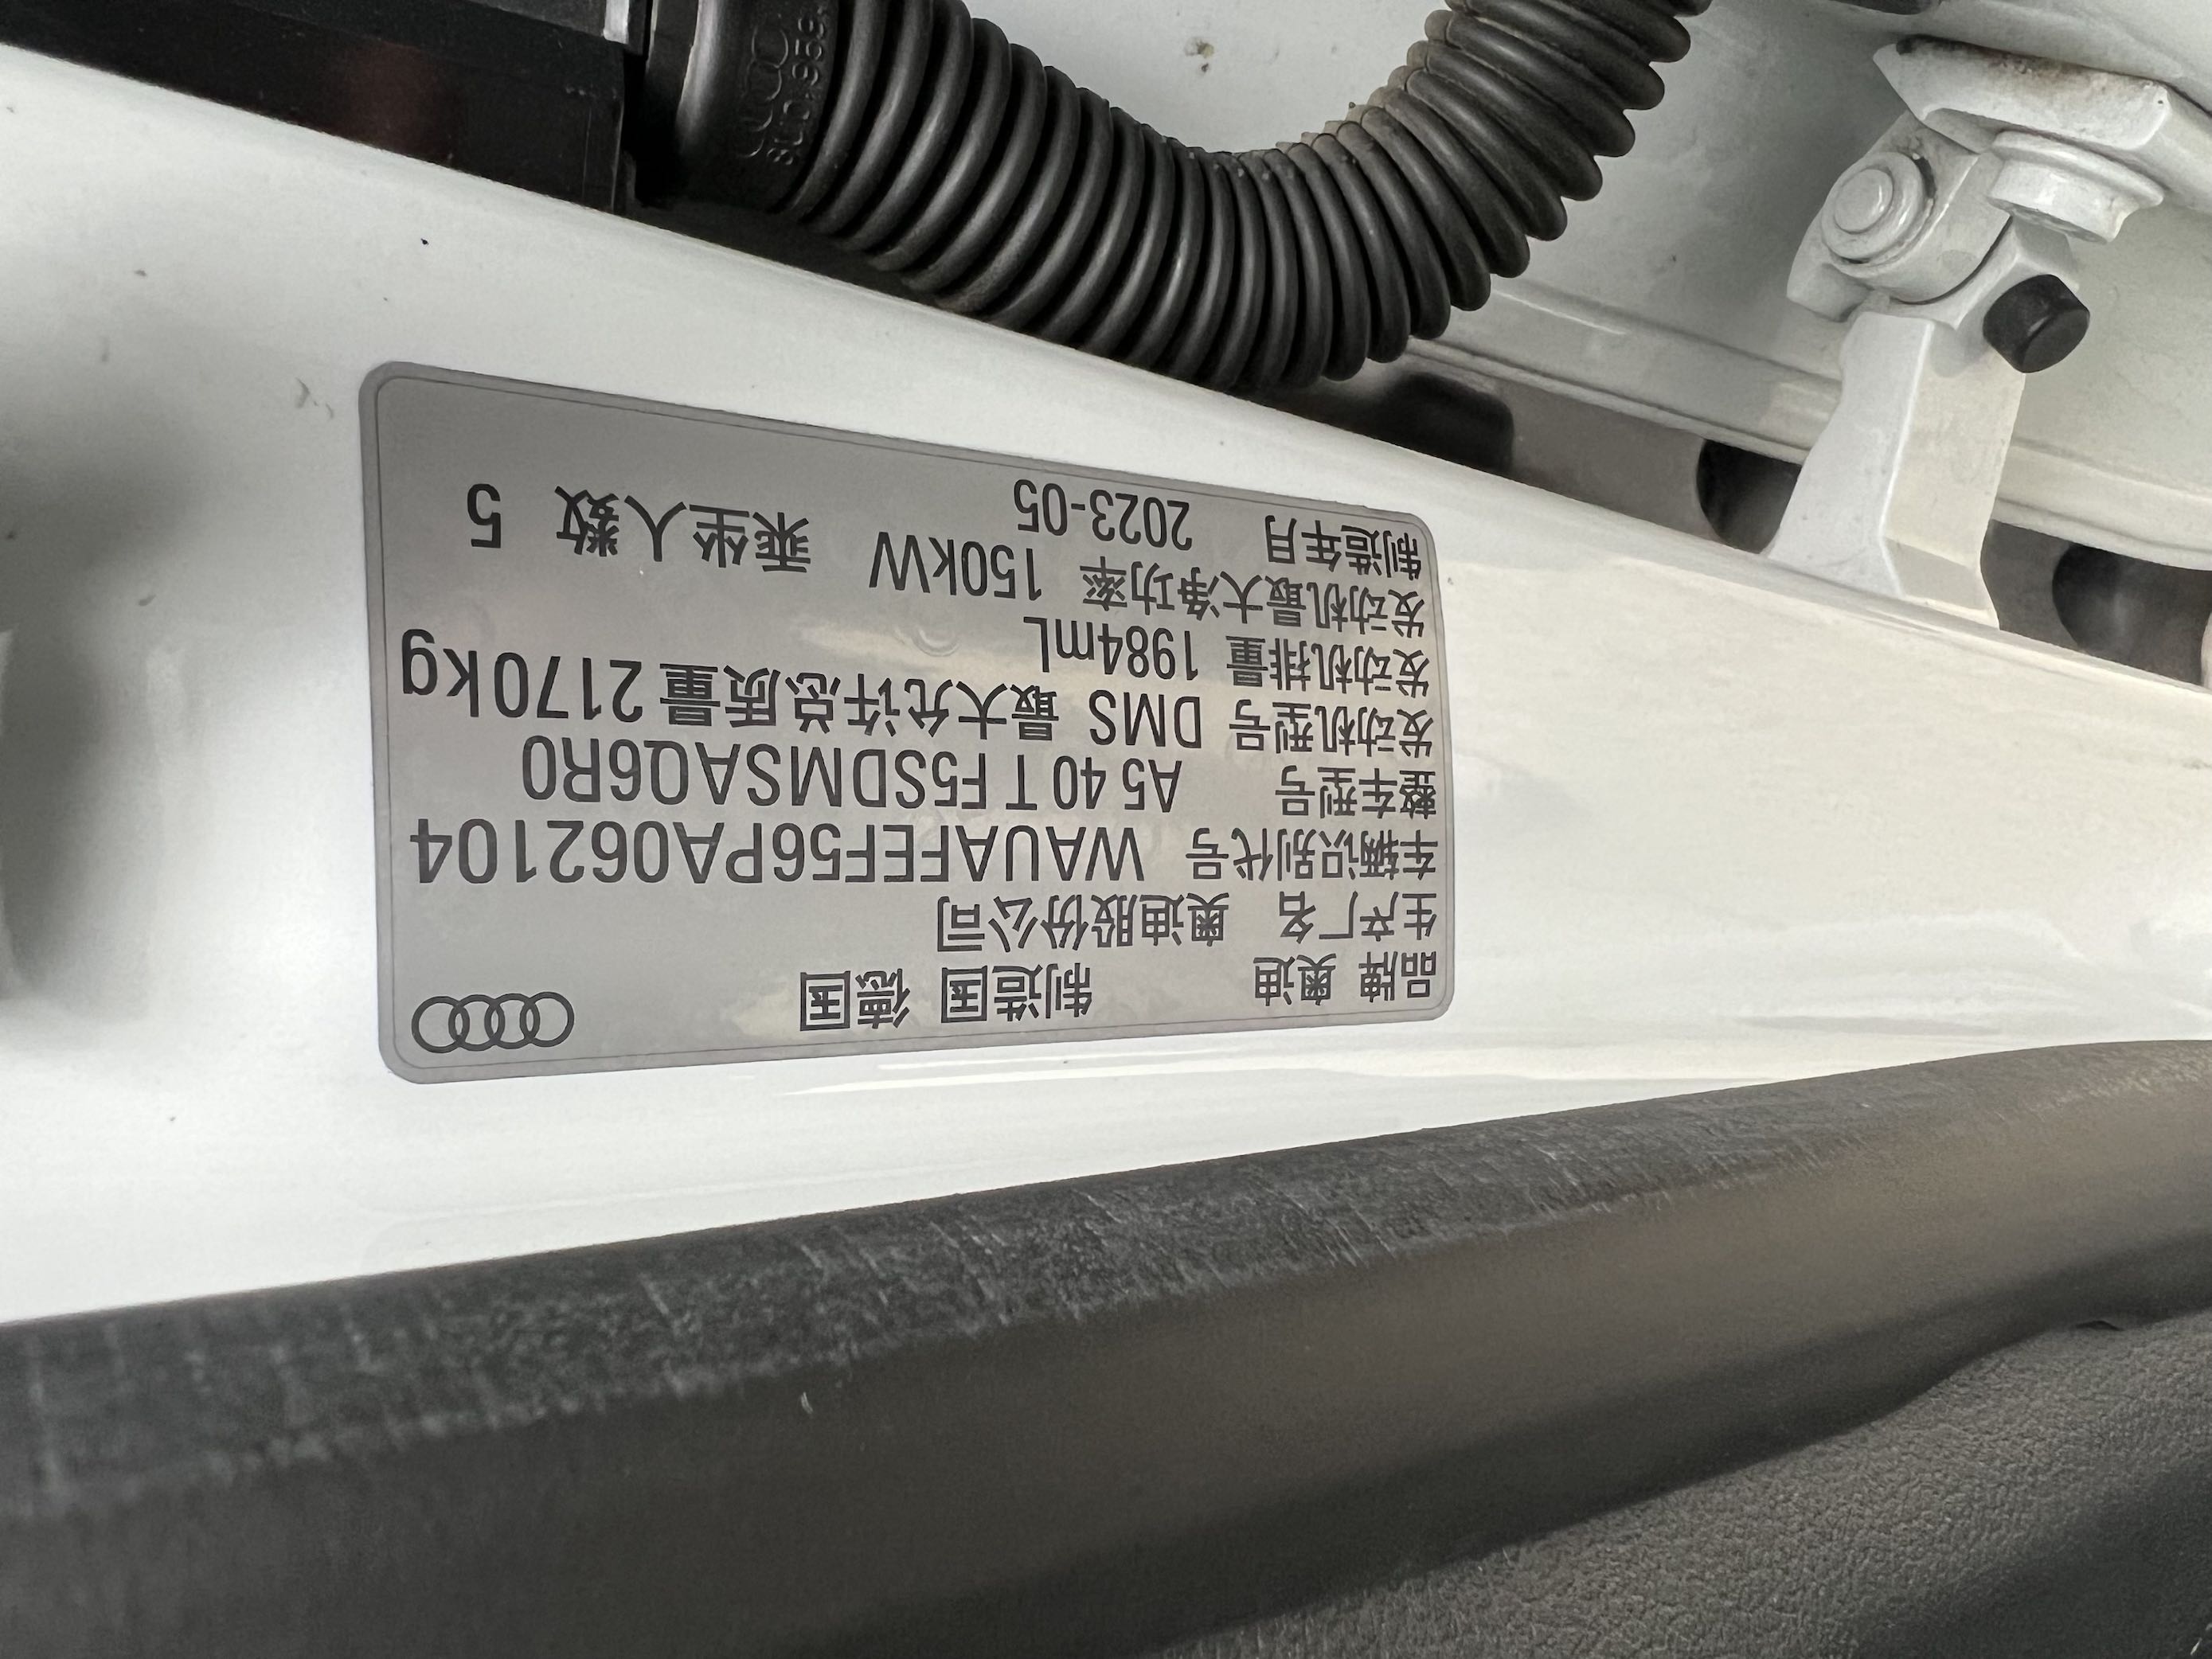 品牌 奥迪 制造国 德国
生产厂名 奥迪股份公司
车辆识别代号 WAUAFEF56PA062104
整车型号 A5 40 T F5SDMSAQ6R0
发动机型号 DMS 最大允许总质量 2170kg
发动机排量 1984mL
发动机最大净功率 150kW 乘坐人数 5
制造年月 2023-05